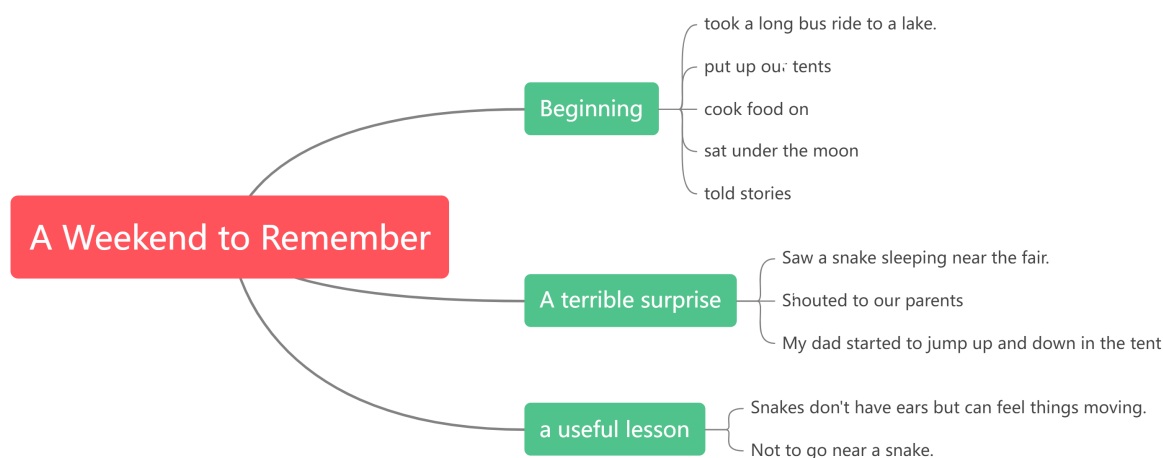 A Weekend to Remember
Beginning
took a long bus ride to a lake.
put up our tents
cook food on
sat under the moon
told stories
A terrible surprise
Saw a snake sleeping near the fair.
Shouted to our parents
My dad started to jump up and down in the tent
a useful lesson
Snakes don't have ears but can feel things moving.
Not to go near a snake.